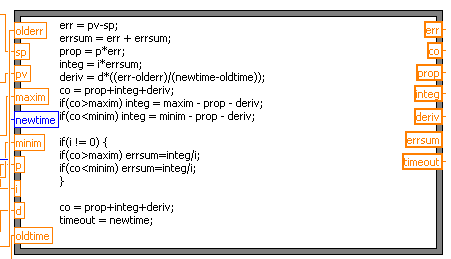 olderr
sp
pv
maxim
newtime
minim
p
i
d
oldtime
err = pv-sp;
errsum = err + errsum;
prop = p*err;
integ = i*errsum;
deriv = d*((err-olderr)/(newtime-oldtime));
co = prop+integ+deriv;
if(co>maxim) integ = maxim - prop - deriv;
if(co<minim) integ = minim - prop - deriv;
if(i != 0) {
if(co>maxim) errsum=integ/i;
if(co<minim) errsum=integ/i;
}
co = prop+integ+deriv;
timeout = newtime;
err
co
prop
integ
deriv
errsum
timeout